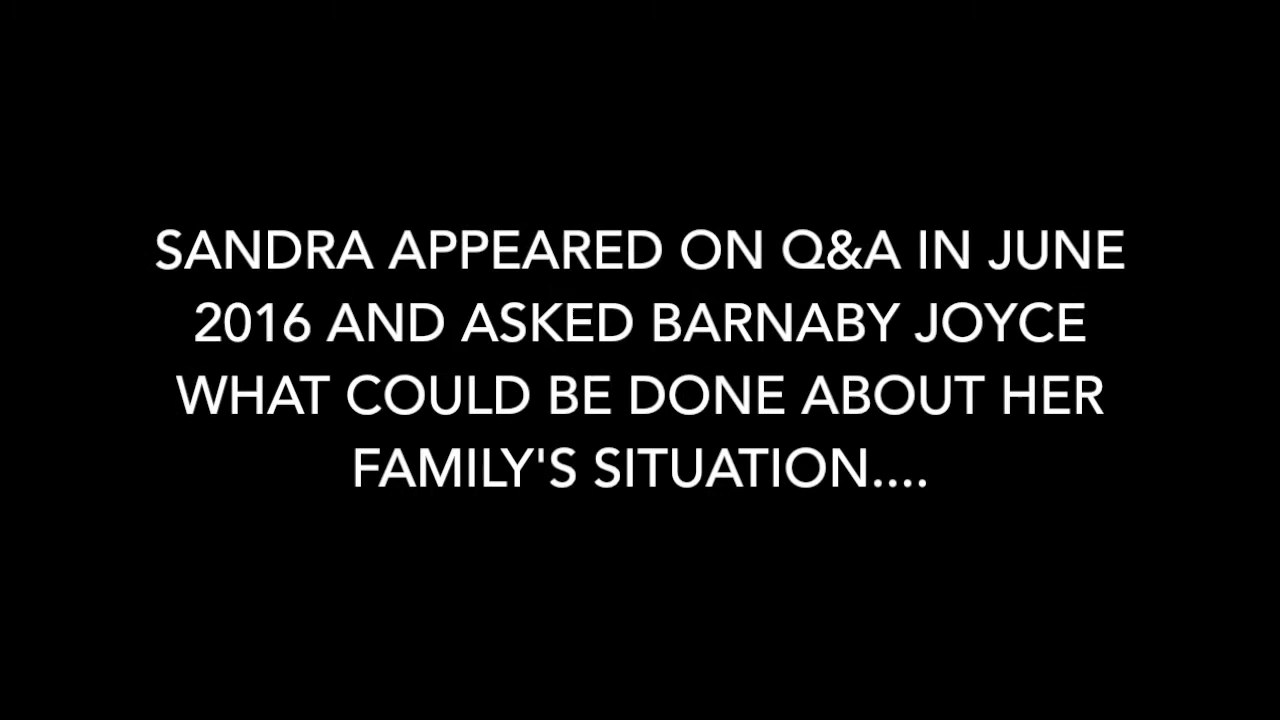 SANDRA APPEARED ON Q&A IN JUNE
2016 AND ASKED BARNABY JOYCE
WHAT COULD BE DONE ABOUT HER
FAMILY'S SITUATION....